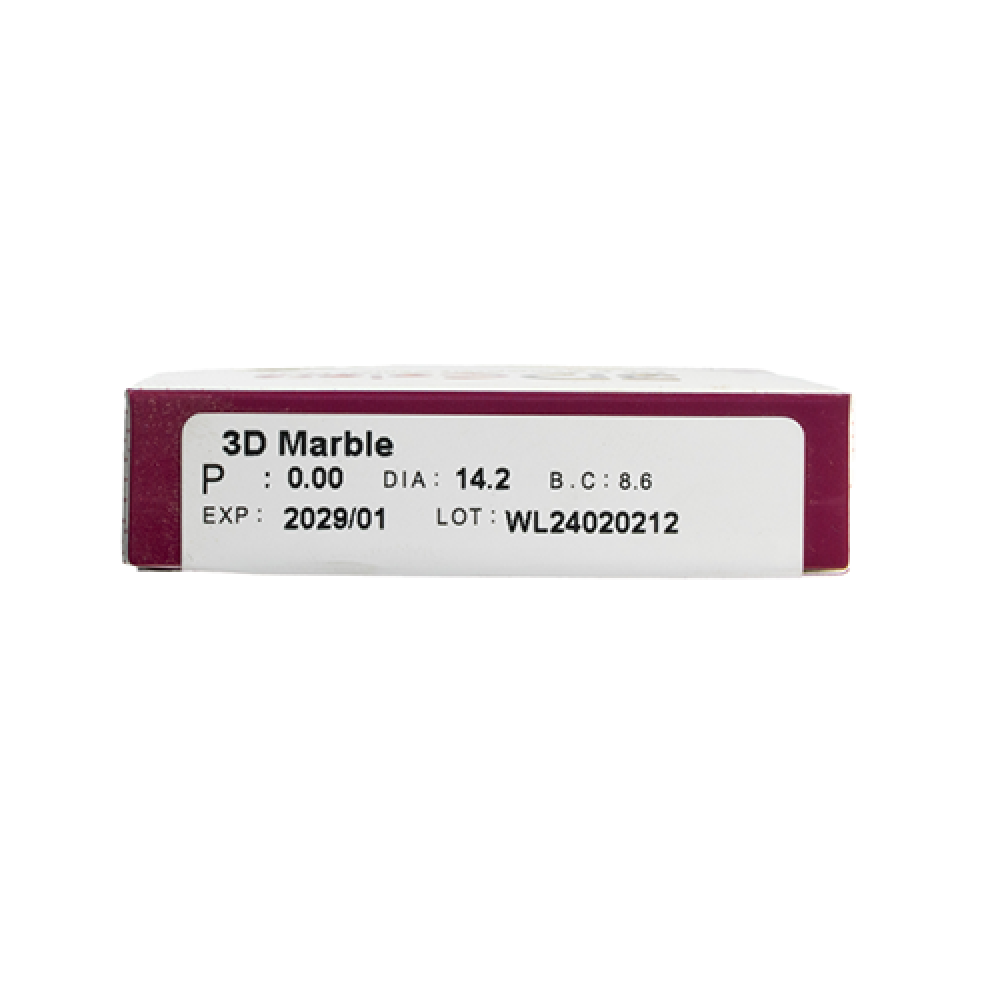 3D Marble
P : 0.00 DIA: 14.2 B.C: 8.6
EXP: 2029/01 LOT: WL24020212